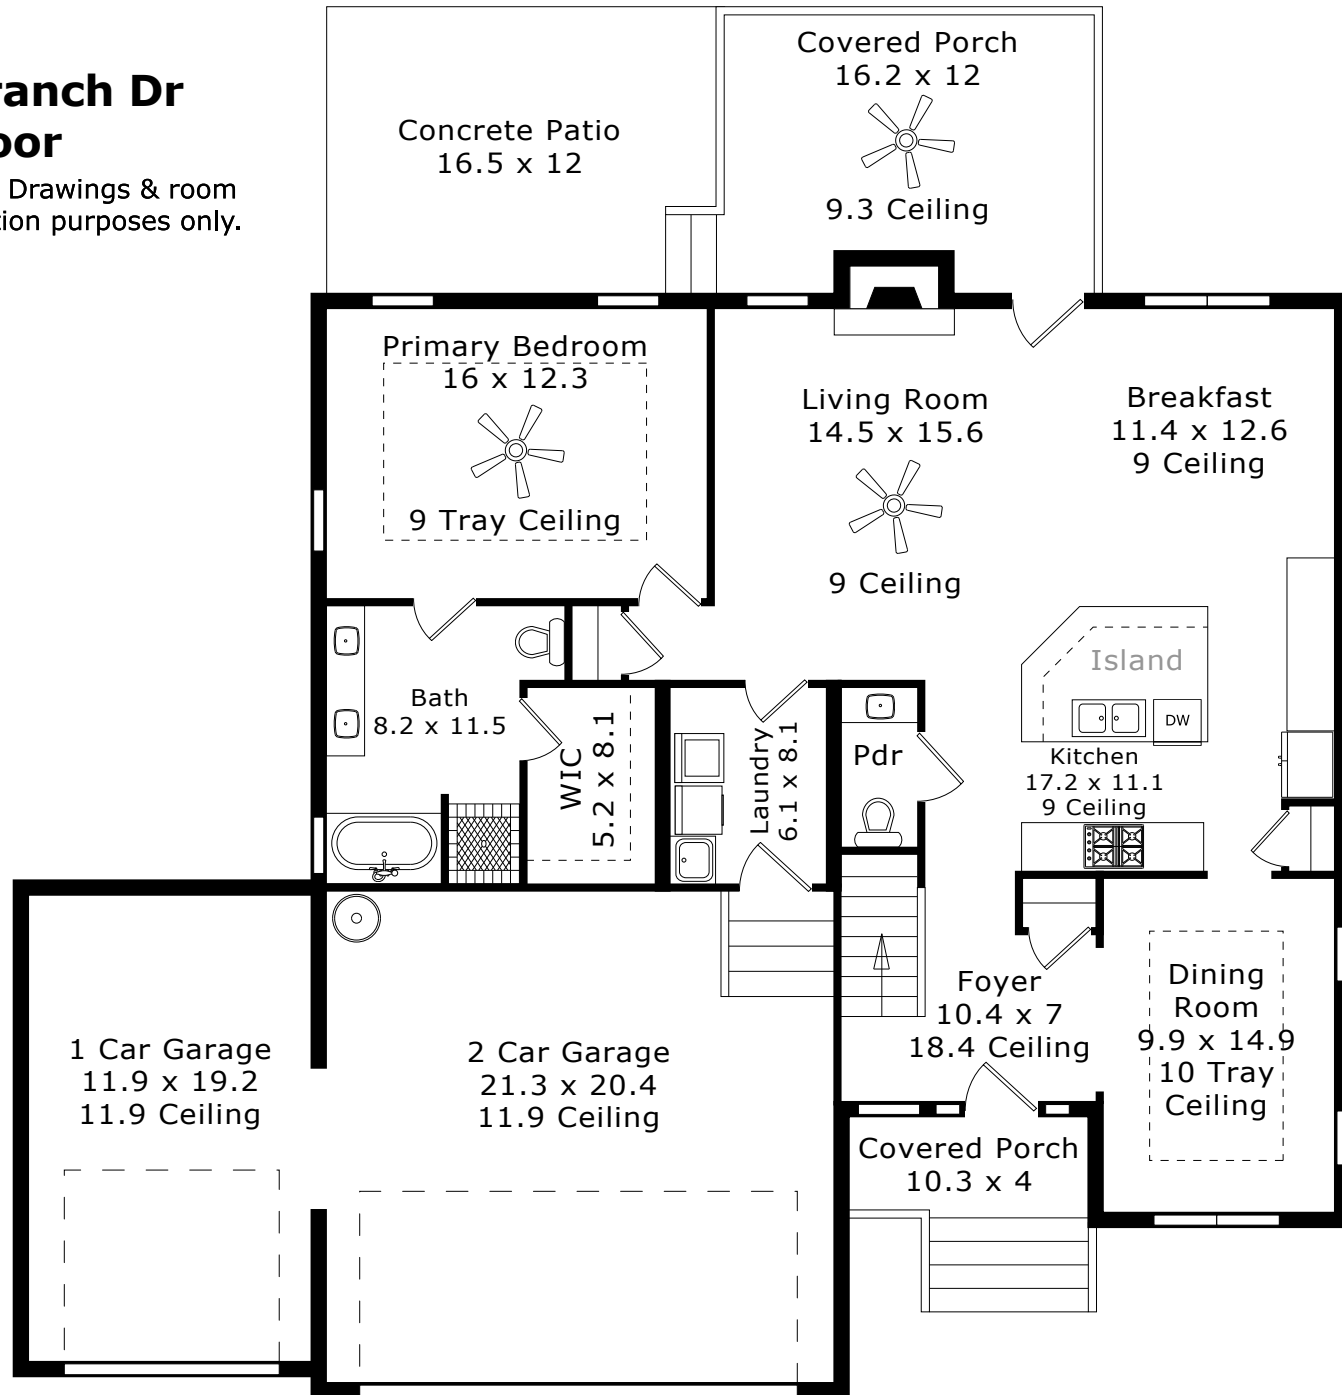 Dr
Drawings & room
purposes only.
Covered Porch
16.2 x 12
9.3 Ceiling
Concrete Patio
16.5 x 12
Primary Bedroom
16 x 12.3
9 Tray Ceiling
Living Room
14.5 x 15.6
9 Ceiling
Breakfast
11.4 x 12.6
9 Ceiling
Island
DW
Kitchen
17.2 x 11.1
9 Ceiling
Bath
8.2 x 11.5
WIC
5.2 x 8.1
Laundry
6.1 x 8.1
Pdr
Foyer
10.4 x 7
18.4 Ceiling
Dining
Room
9.9 x 14.9
10 Tray
Ceiling
1 Car Garage
11.9 x 19.2
11.9 Ceiling
2 Car Garage
21.3 x 20.4
11.9 Ceiling
Covered Porch
10.3 x 4